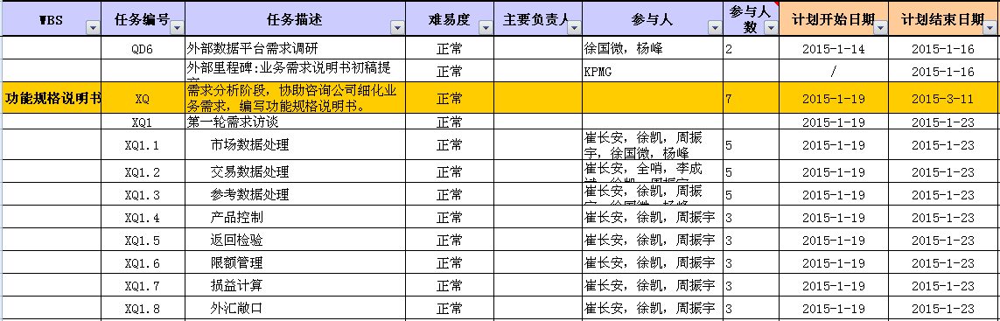 WBS 任务编号 任务描述 难易度 主要负责人 参与人 参与人数 计划开始日期 计划结束日期
QD6 外部数据平台需求调研 正常 徐国微，杨峰 2 2015-1-14 2015-1-16
外部里程碑:业务需求说明书初稿提 正常 KPMG / 2015-1-16
功能规格说明书 XQ 需求分析阶段，协助咨询公司细化业务需求，编写功能规格说明书。 正常 7 2015-1-19 2015-3-11
XQ1 第一轮需求访谈 正常 2015-1-19 2015-1-23
XQ1.1 市场数据处理 正常 崔长安，徐凯，周振宇，徐国微，杨峰 5 2015-1-19 2015-1-23
XQ1.2 交易数据处理 正常 崔长安，全哨，李成 5 2015-1-19 2015-1-23
XQ1.3 参考数据处理 正常 崔长安，徐凯，周振 5 2015-1-19 2015-1-23
XQ1.4 产品控制 正常 崔长安，徐凯，周振宇 3 2015-1-19 2015-1-23
XQ1.5 返回检验 正常 崔长安，徐凯，周振宇 3 2015-1-19 2015-1-23
XQ1.6 限额管理 正常 崔长安，徐凯，周振宇 3 2015-1-19 2015-1-23
XQ1.7 损益计算 正常 崔长安，徐凯，周振宇 3 2015-1-19 2015-1-23
XQ1.8 外汇敞口 正常 崔长安，徐凯，周振宇 3 2015-1-19 2015-1-23